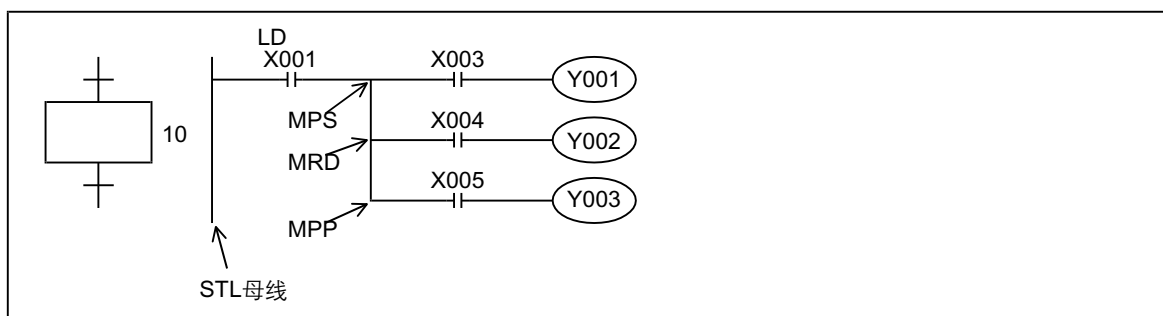 LD
X001 X003 Y001
MPS
X004
10 Y002
MRD
X005
Y003
MPP
STL母线